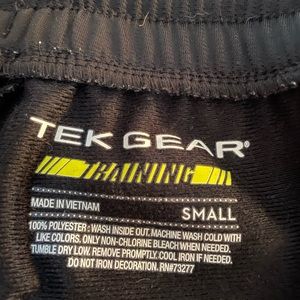 TEK GEAR®
TRAINING
MADE IN VIETNAM SMALL
100% POLYESTER: WASH INSIDE OUT. MACHINE WASH COLD WITH
LIKE COLORS. ONLY NON-CHLORINE BLEACH WHEN NEEDED.
TUMBLE DRY LOW. REMOVE PROMPTLY. COOL IRON IF NEEDED.
DO NOT IRON DECORATION. RN#73277